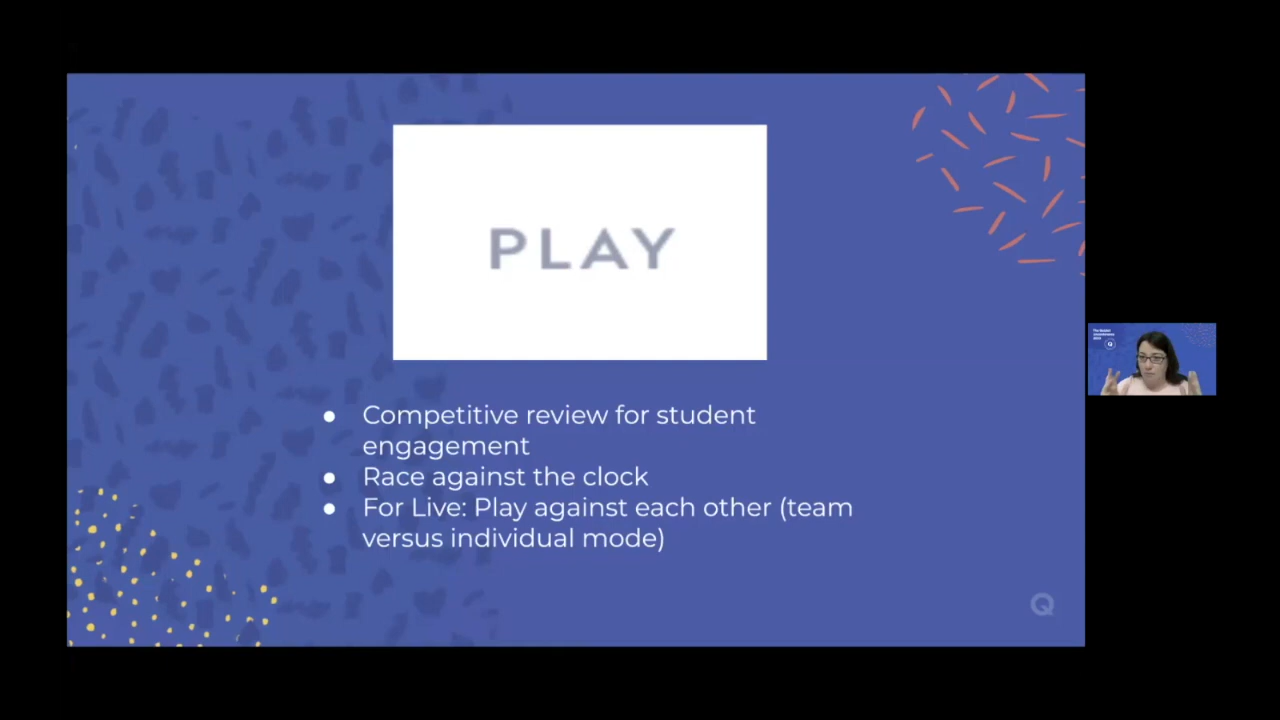 PLAY
● Competitive review for student
engagement
● Race against the clock
● For Live: Play against each other (team
versus individual mode)
Q
Q